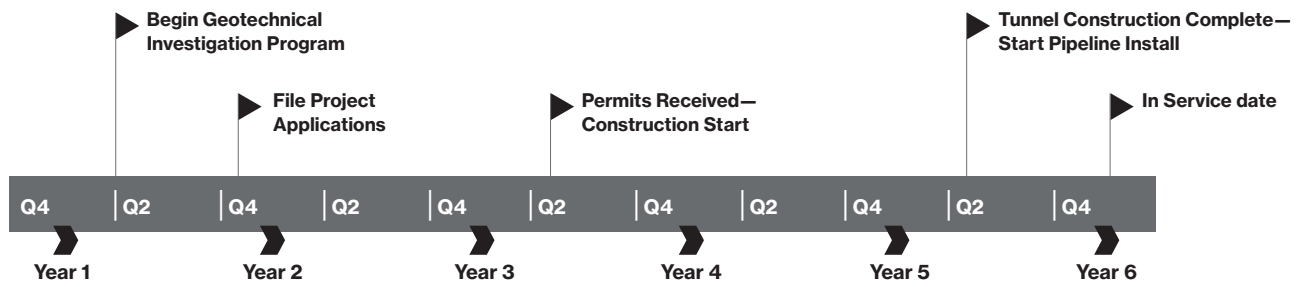 Begin Geotechnical
Investigation Program
Tunnel Construction Complete—
Start Pipeline Install
File Project
Applications
Permits Received—
Construction Start
In Service date
Q4 Q2 Q4 Q2 Q4 Q2 Q4 Q2 Q4 Q2 Q4
Year 1 Year 2 Year 3 Year 4 Year 5 Year 6